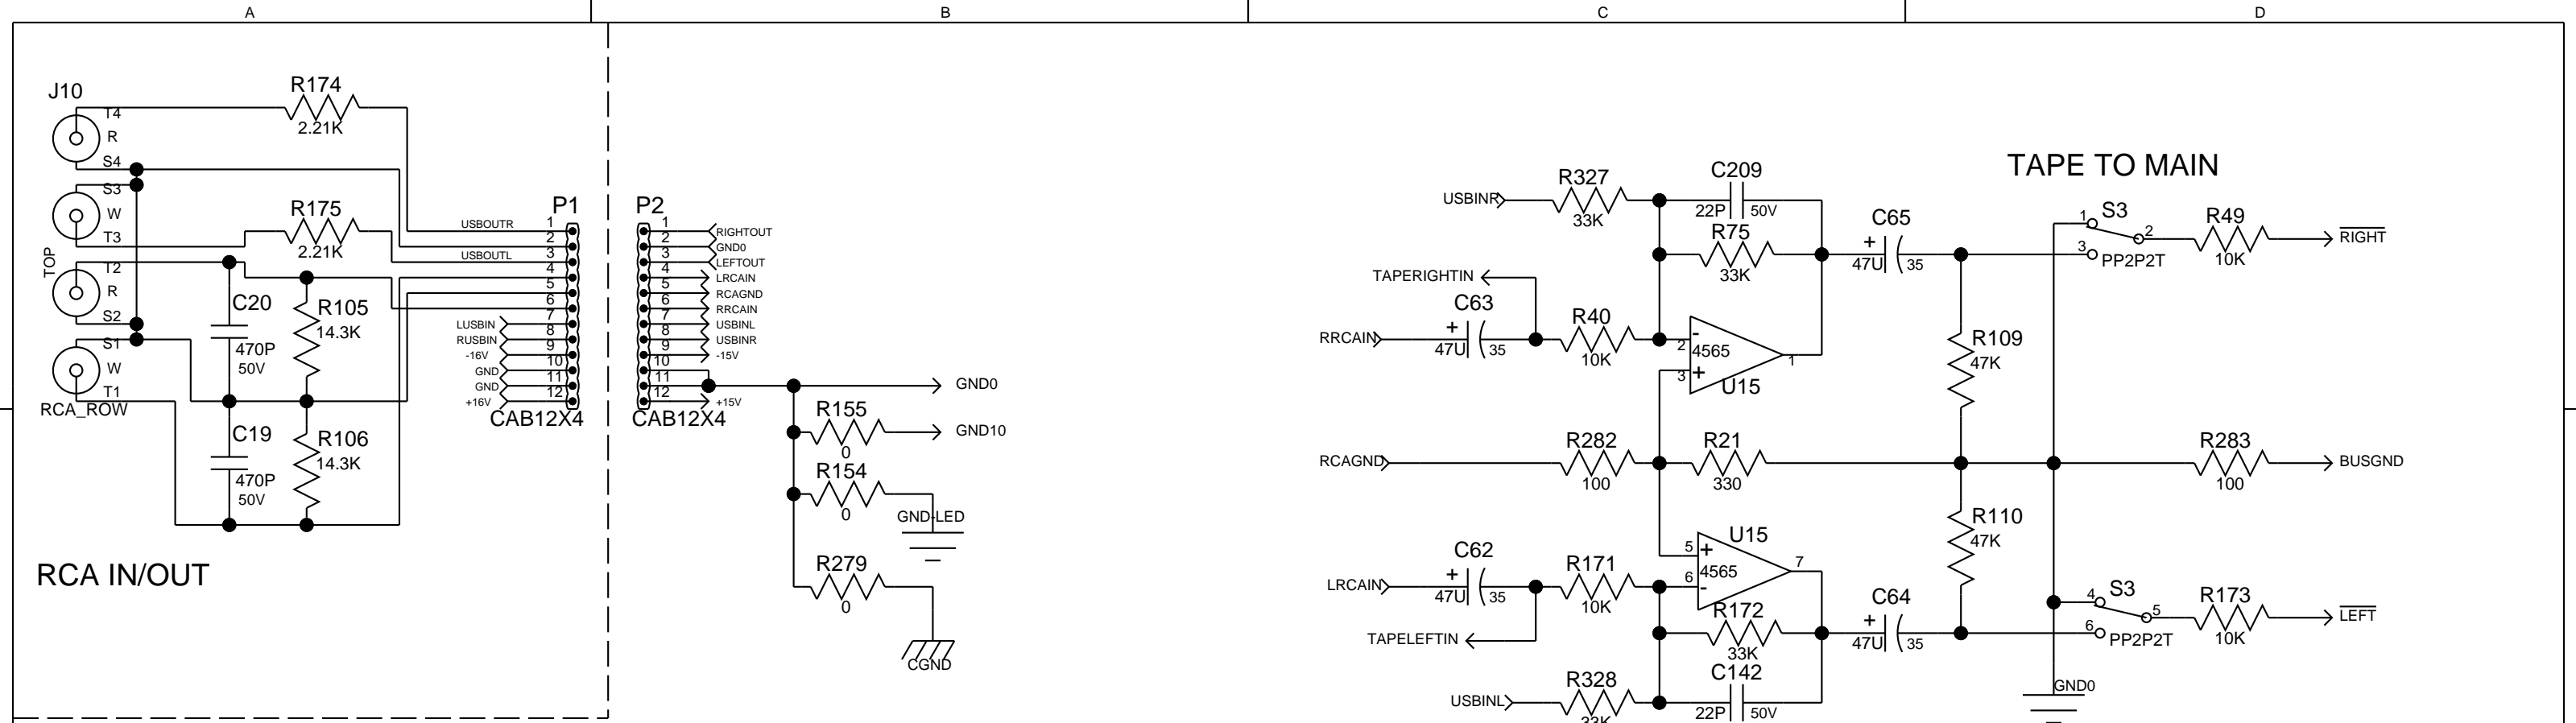 A
B
C
D
J10
T4
R
S4
S3
W
T3
TOP
T2
R
S2
S1
W
T1
RCA_ROW
R174
2.21K
R175
2.21K
C20
470P
50V
R105
14.3K
C19
470P
50V
R106
14.3K
RCA IN/OUT
USBOUTR
USBOUTL
LUSBIN
RUSBIN
-16V
GND
GND
+16V
P1
1
2
3
4
5
6
7
8
9
10
11
12
CAB12X4
P2
1
2
3
4
5
6
7
8
9
10
11
12
CAB12X4
RIGHTOUT
GND0
LEFTOUT
LRCAIN
RCAGND
RRCAIN
USBINL
USBINR
-15V
+15V
GND0
R155
0
GND10
R154
0
GND-LED
R279
0
CGND
USBINR
R327
33K
C209
22P
50V
R75
33K
TAPERIGHTIN
C63
+
47U
35
RRCAIN
R40
10K
-
2
4565
3
+
1
U15
C65
+
47U
35
TAPE TO MAIN
1
S3
2
3
PP2P2T
R49
10K
RIGHT
R109
47K
RCAGND
R282
100
R21
330
R283
100
BUSGND
R110
47K
U15
5
+
4565
6
-
7
C62
+
47U
35
LRCAIN
R171
10K
TAPELEFTIN
R172
33K
C142
22P
50V
USBINL
R328
33K
C64
+
47U
35
4
S3
5
6
PP2P2T
R173
10K
LEFT
GND0